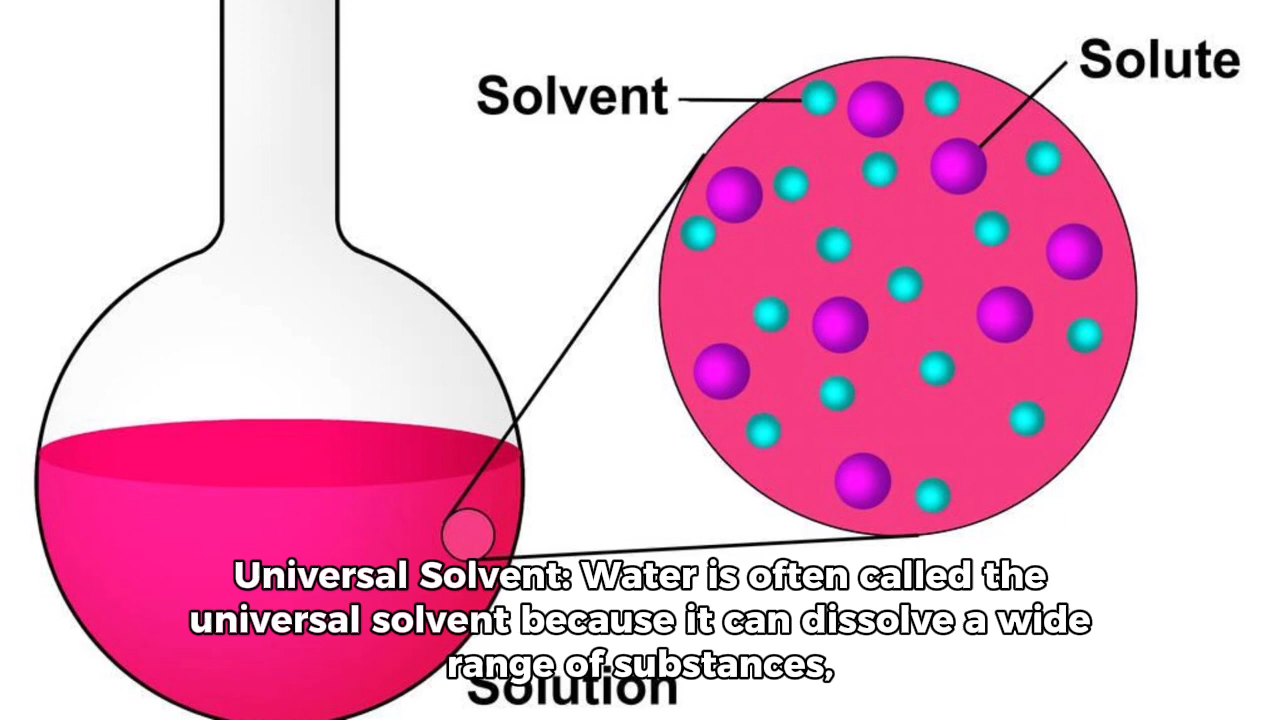 Solute
Solvent
Universal Solvent: Water is often called the
universal solvent because it can dissolve a wide
range of substances,
Solution